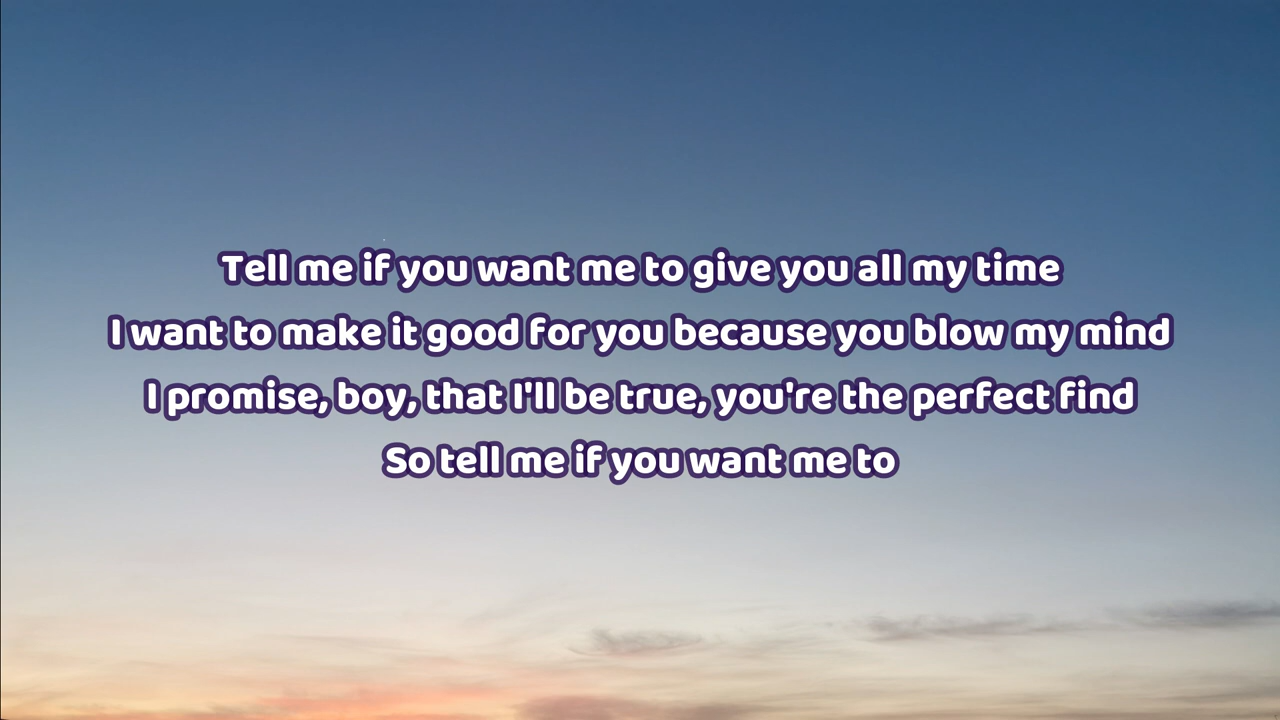 Tell me if you want me to give you all my time
I want to make it good for you because you blow my mind
I promise, boy, that I'll be true, you're the perfect find
So tell me if you want me to